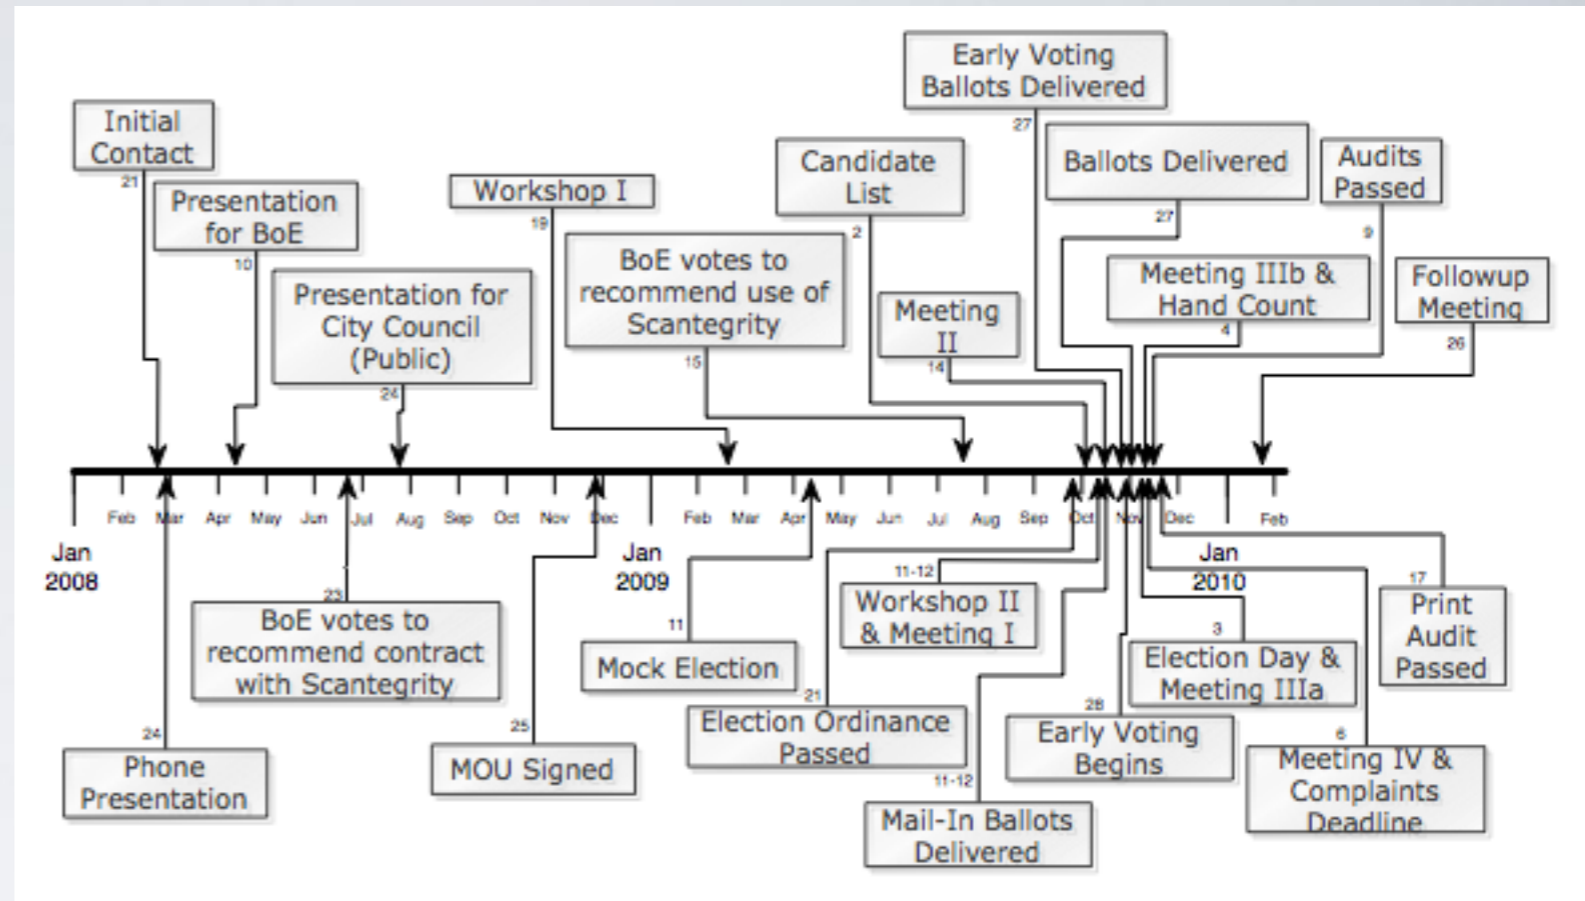 Early Voting
Ballots Delivered
27
Initial
Contact
21
Presentation
for BoE
10
Presentation for
City Council
(Public)
24
Workshop I
19
BoE votes to
recommend use of
Scantegrity
15
Candidate
List
2
Meeting
II
14
Ballots Delivered
27
Audits
Passed
9
Meeting IIIb &
Hand Count
4
Followup
Meeting
26
Feb Mar Apr May Jun Jul Aug Sep Oct Nov Dec Feb Mar Apr May Jun Jul Aug Sep Oct Nov Dec Feb
Jan
2008
Jan
2009
Jan
2010
24
Phone
Presentation
23
BoE votes to
recommend contract
with Scantegrity
25
MOU Signed
11
Mock Election
21
Election Ordinance
Passed
11-12
Workshop II
& Meeting I
11-12
Mail-In Ballots
Delivered
28
Early Voting
Begins
3
Election Day &
Meeting IIIa
6
Meeting IV &
Complaints
Deadline
17
Print
Audit
Passed